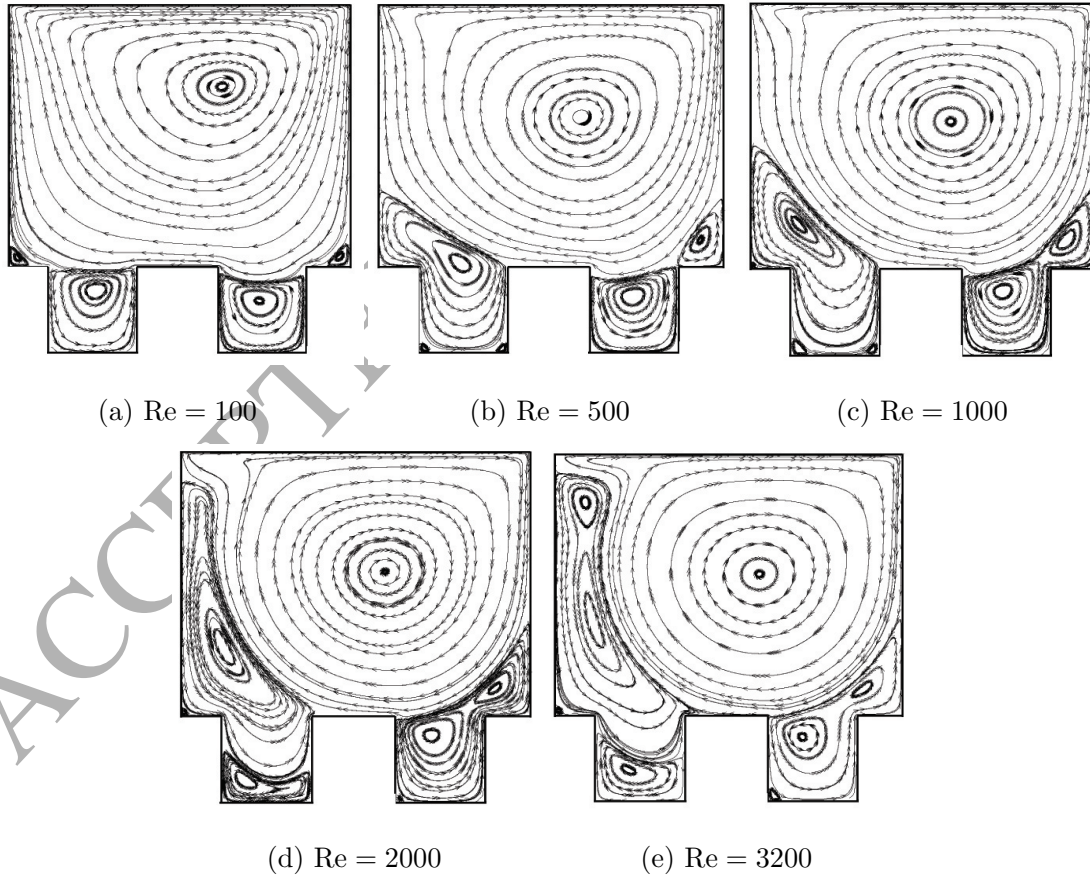 (a) Re = 100
(b) Re = 500
(c) Re = 1000
(d) Re = 2000
(e) Re = 3200